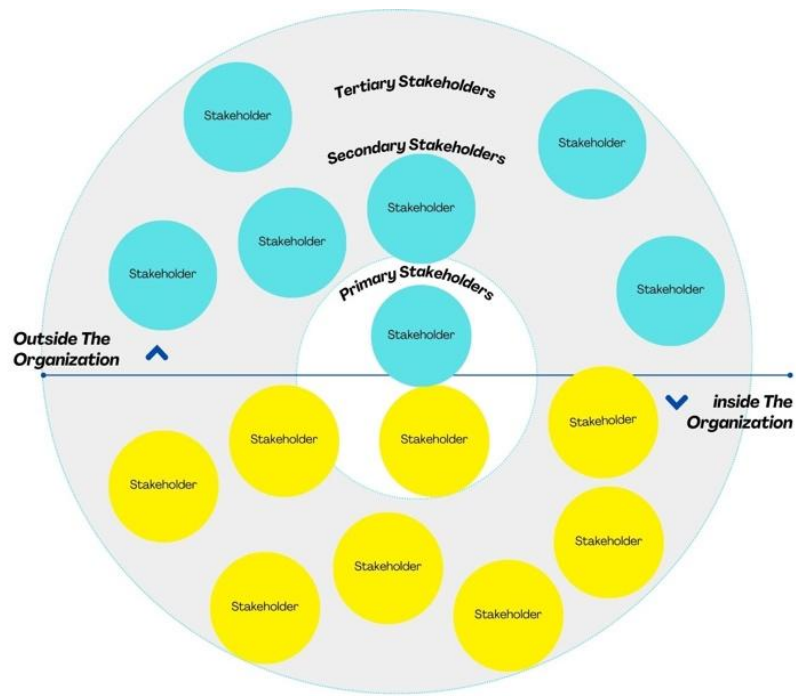 Tertiary Stakeholders
Stakeholder
Stakeholder
Secondary Stakeholders
Stakeholder
Stakeholder
Stakeholder
Primary Stakeholders
Stakeholder
Stakeholder
Outside The
Organization
inside The
Organization
Stakeholder
Stakeholder
Stakeholder
Stakeholder
Stakeholder
Stakeholder
Stakeholder
Stakeholder